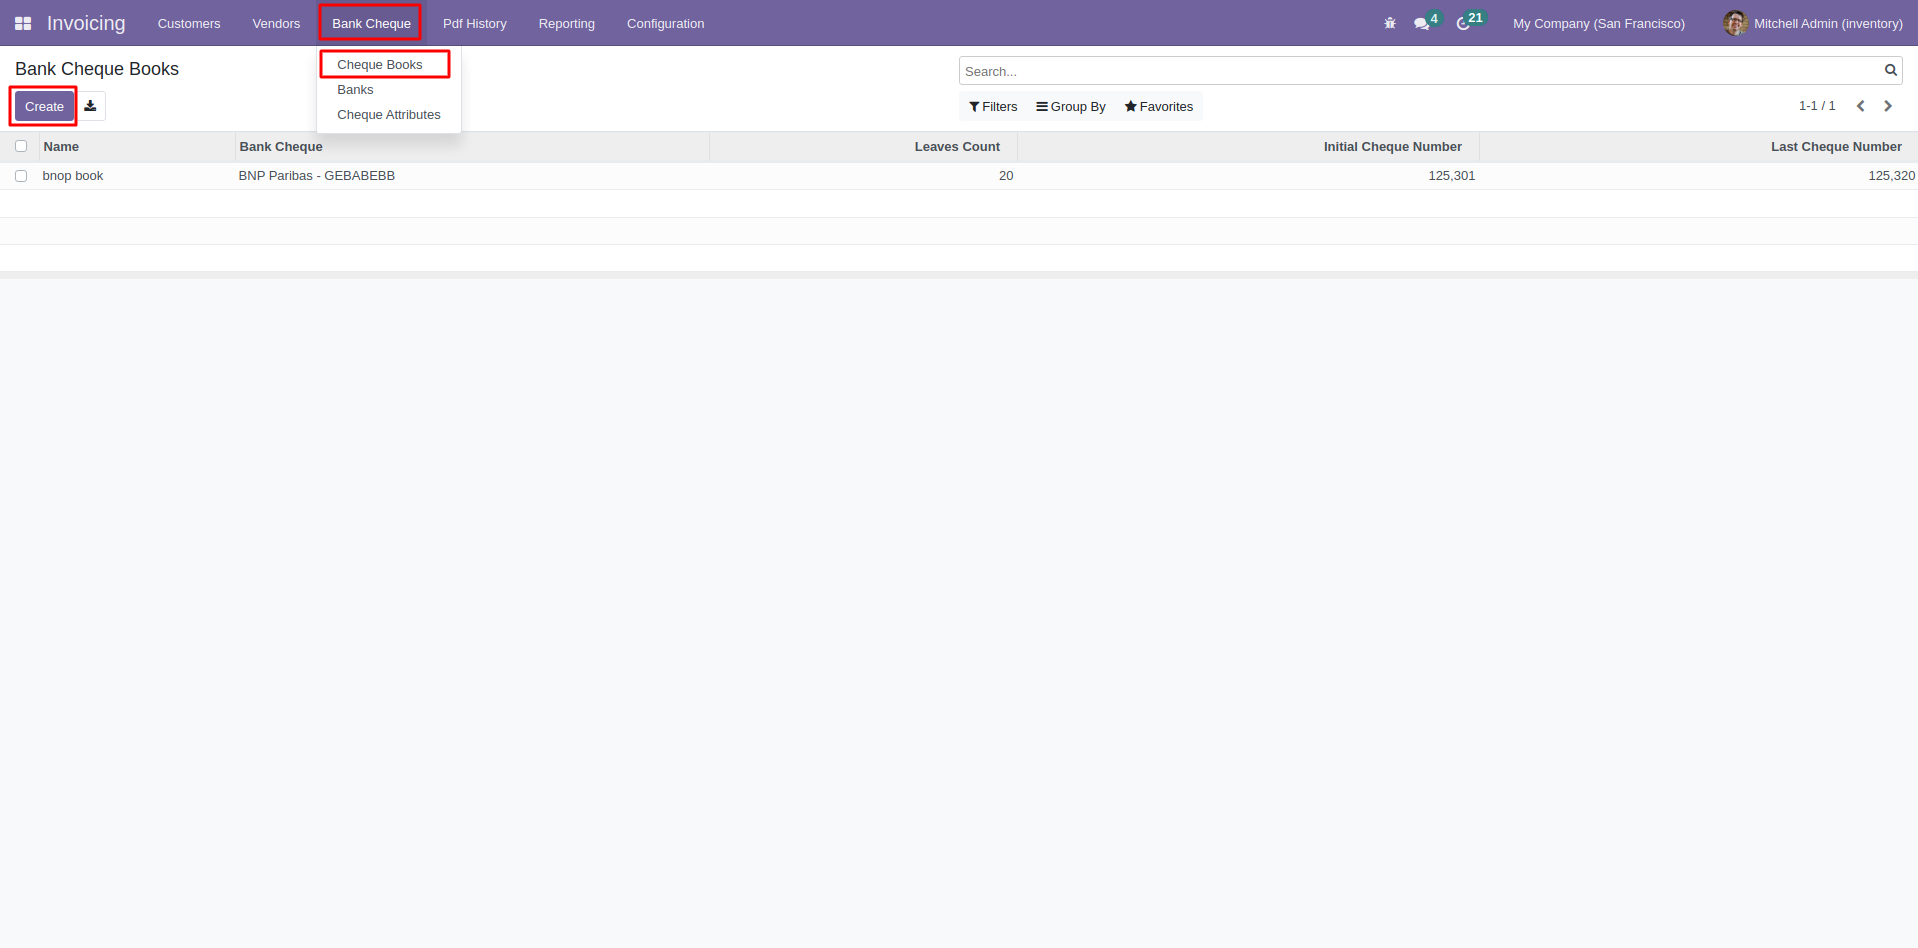 Invoicing Customers Vendors Bank Cheque Pdf History Reporting Configuration 4 21 My Company (San Francisco) Mitchell Admin (inventory)
Bank Cheque Books
Cheque Books
Search...
Banks
Create
Cheque Attributes
Filters Group By Favorites 1-1 / 1
Name Bank Cheque Leaves Count Initial Cheque Number Last Cheque Number
bnop book BNP Paribas - GEBABEBB 20 125,301 125,320